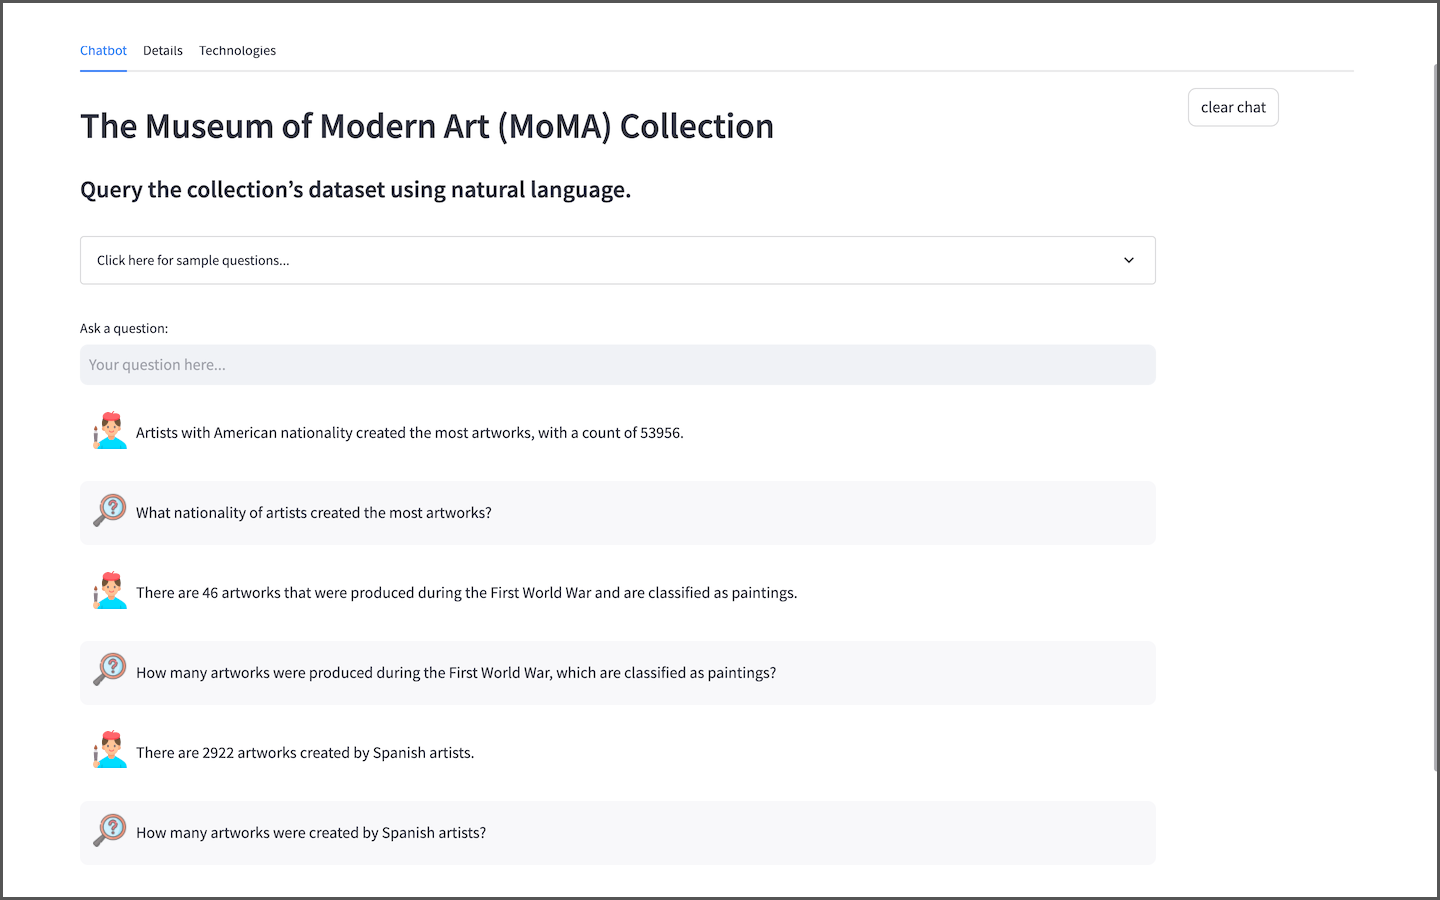 Chatbot Details Technologies
clear chat
The Museum of Modern Art (MoMA) Collection
Query the collection’s dataset using natural language.
Click here for sample questions...
Ask a question:
Your question here...
Artists with American nationality created the most artworks, with a count of 53956.
What nationality of artists created the most artworks?
There are 46 artworks that were produced during the First World War and are classified as paintings.
How many artworks were produced during the First World War, which are classified as paintings?
There are 2922 artworks created by Spanish artists.
How many artworks were created by Spanish artists?